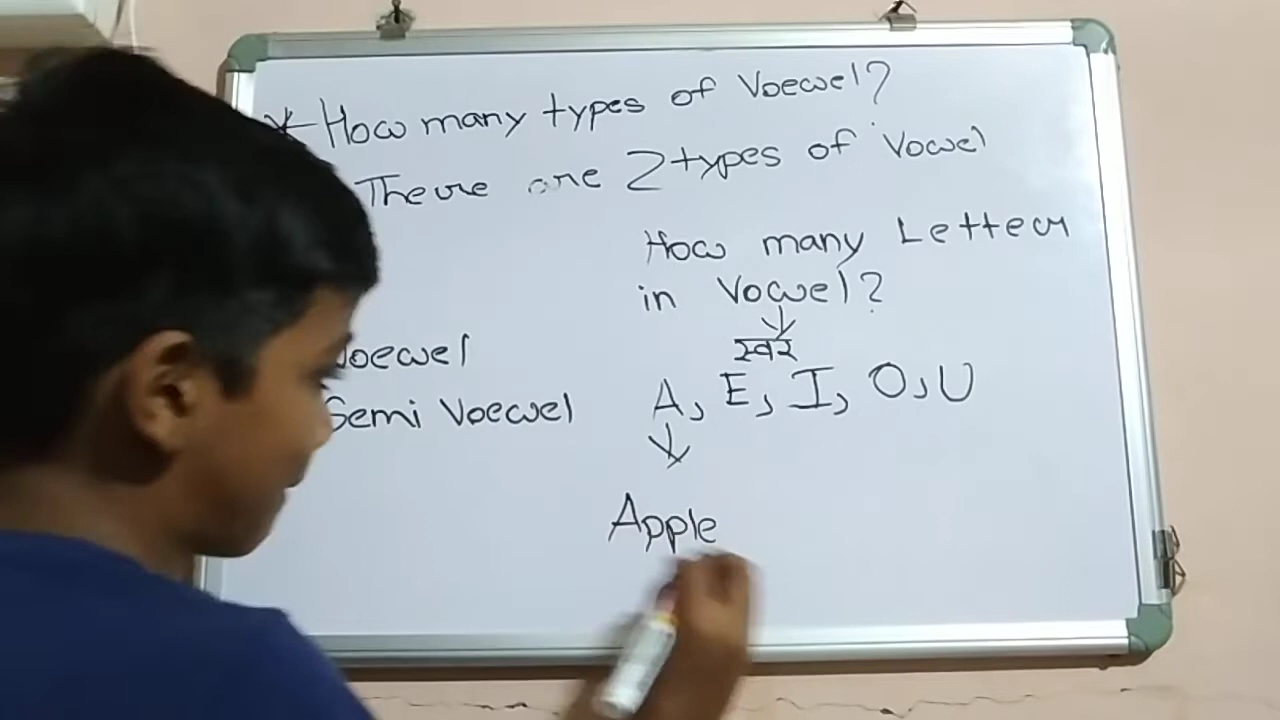 * How many types of Voewel?
There are 2 types of Vowel
How many Letter
in Vowel?
स्वर
A, E, I, O, U
Voewel
Semi Voewel
Apple